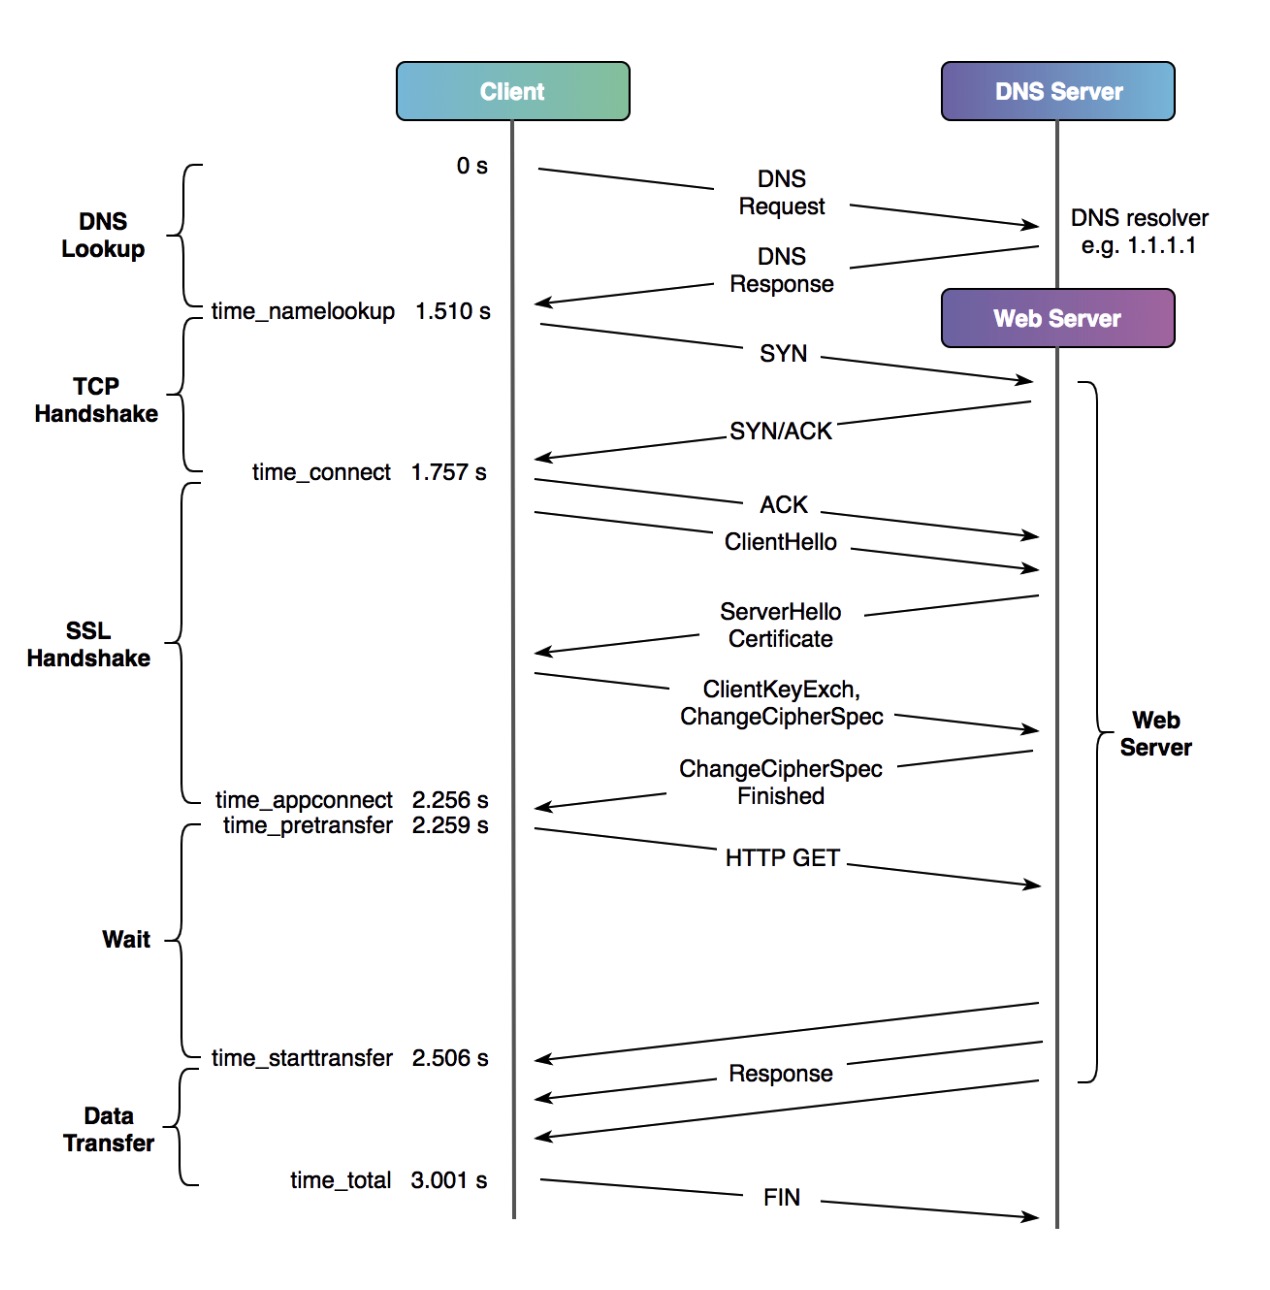 Client
DNS Server
0 s
DNS
Request
DNS
Lookup
DNS resolver
e.g. 1.1.1.1
DNS
Response
time_namelookup 1.510 s
Web Server
SYN
TCP
Handshake
SYN/ACK
time_connect 1.757 s
ACK
ClientHello
ServerHello
Certificate
SSL
Handshake
ClientKeyExch,
ChangeCipherSpec
Web
Server
ChangeCipherSpec
Finished
time_appconnect 2.256 s
time_pretransfer 2.259 s
HTTP GET
Wait
time_starttransfer 2.506 s
Response
Data
Transfer
time_total 3.001 s
FIN